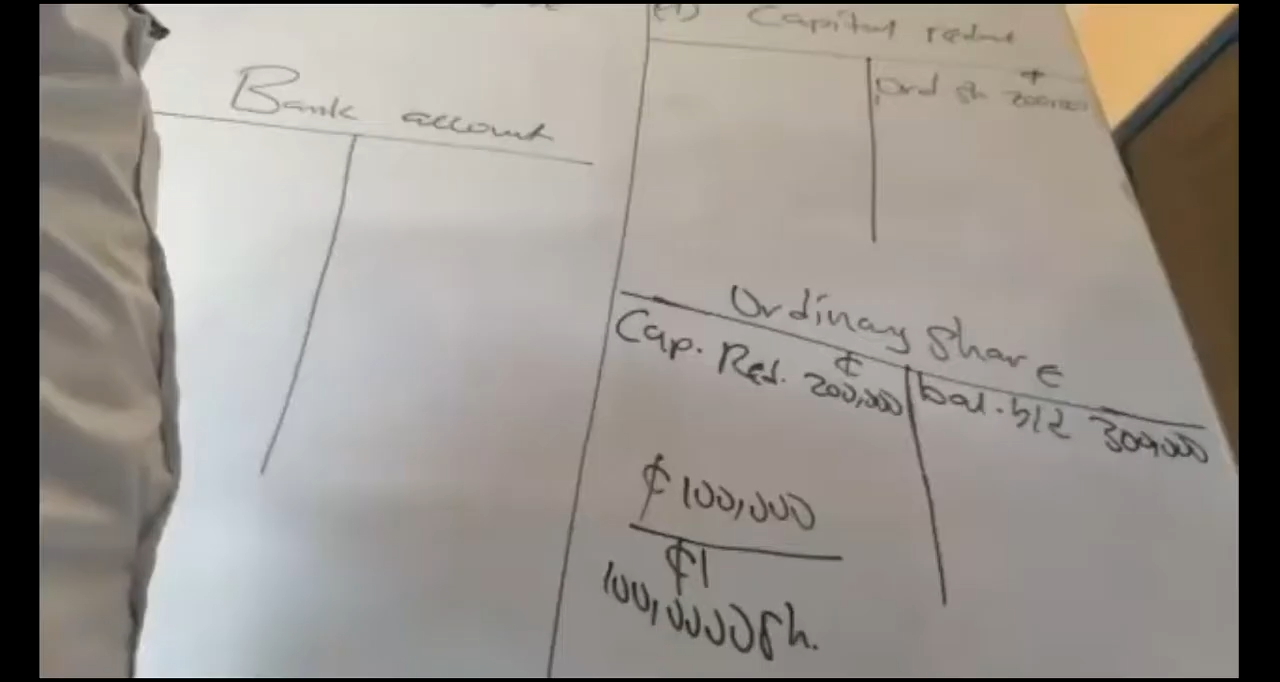 Bank account
(1) Capital
¢
Ord sh 200,000
Ordinary Share
¢
Cap. Red. 200,000
bal. b/d 300,000
¢100,000
¢1
100,000 Sh.